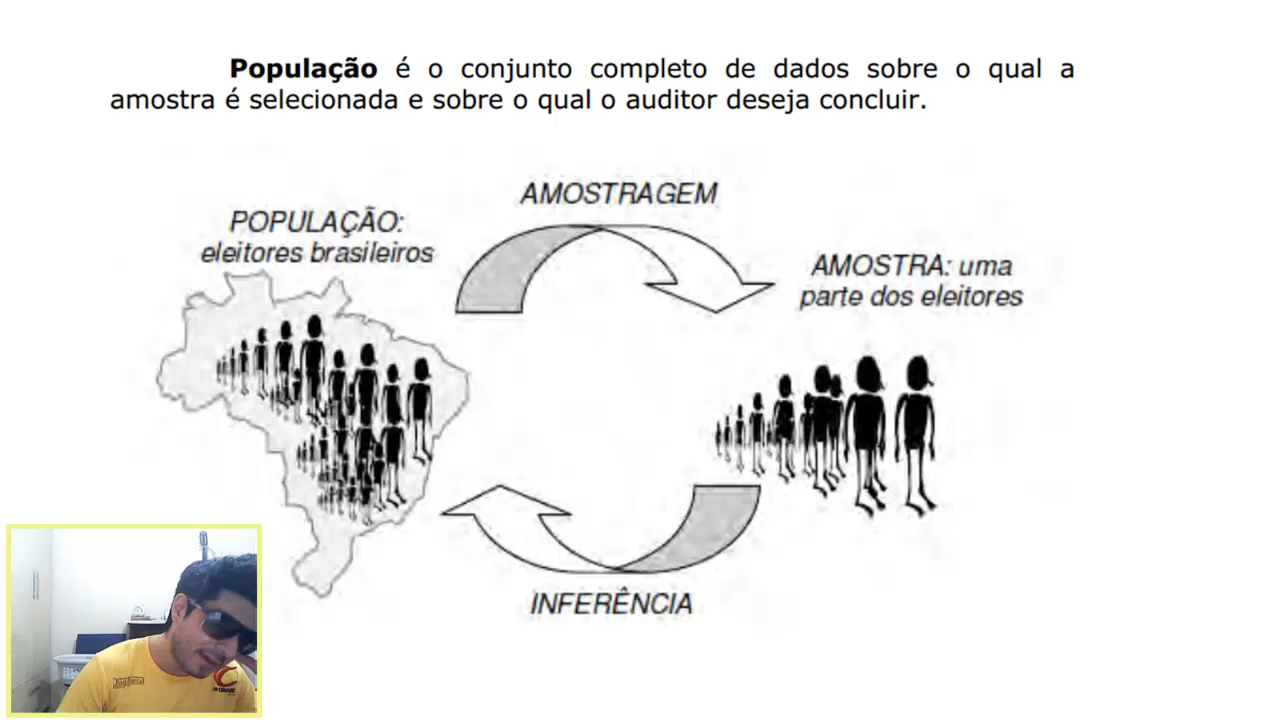 População é o conjunto completo de dados sobre o qual a
amostra é selecionada e sobre o qual o auditor deseja concluir.
AMOSTRAGEM
POPULAÇÃO:
eleitores brasileiros
AMOSTRA: uma
parte dos eleitores
INFERÊNCIA